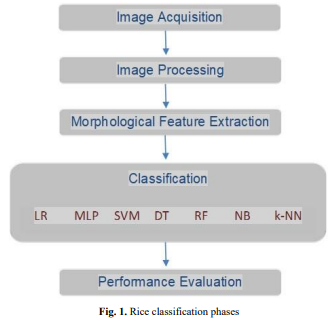 Image Acquisition
Image Processing
Morphological Feature Extraction
Classification
LR MLP SVM DT RF NB k-NN
Performance Evaluation
Fig. 1. Rice classification phases